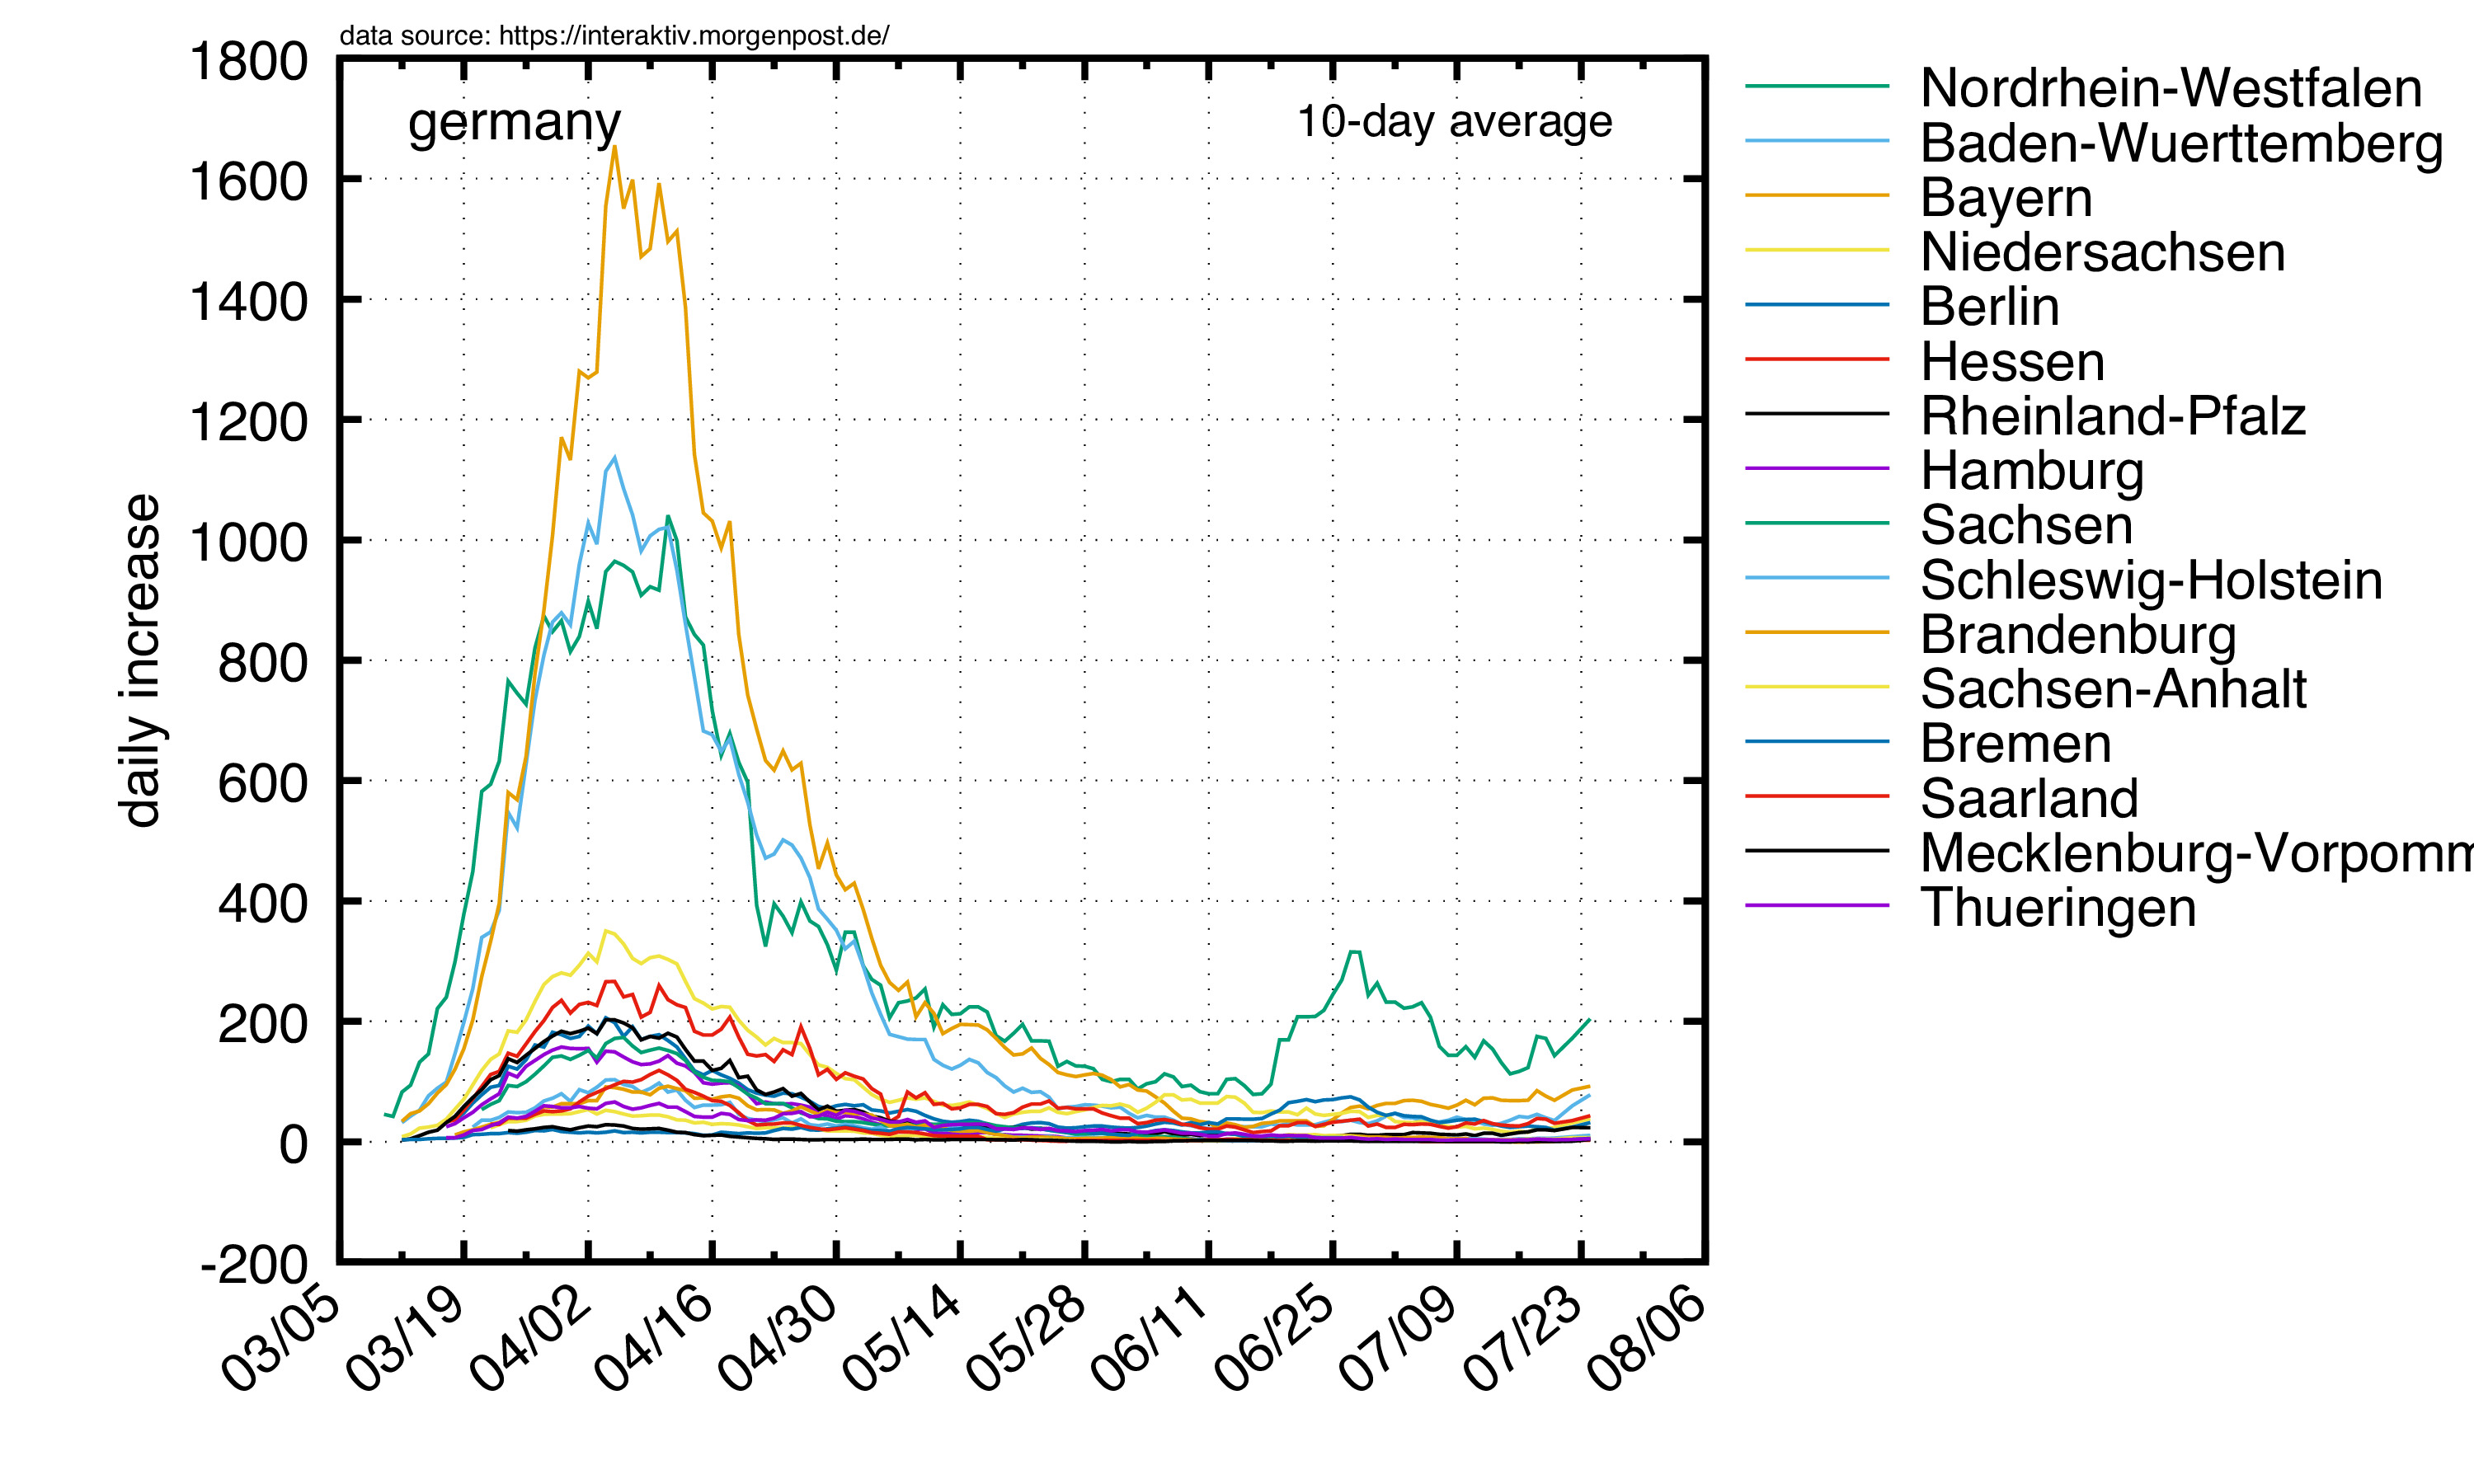 data source: https://interaktiv.morgenpost.de/
germany
10-day average
1800
1600
1400
1200
1000
800
600
400
200
0
-200
daily increase
03/05
03/19
04/02
04/16
04/30
05/14
05/28
06/11
06/25
07/09
07/23
08/06
Nordrhein-Westfalen
Baden-Wuerttemberg
Bayern
Niedersachsen
Berlin
Hessen
Rheinland-Pfalz
Hamburg
Sachsen
Schleswig-Holstein
Brandenburg
Sachsen-Anhalt
Bremen
Saarland
Mecklenburg-Vorpomm
Thueringen